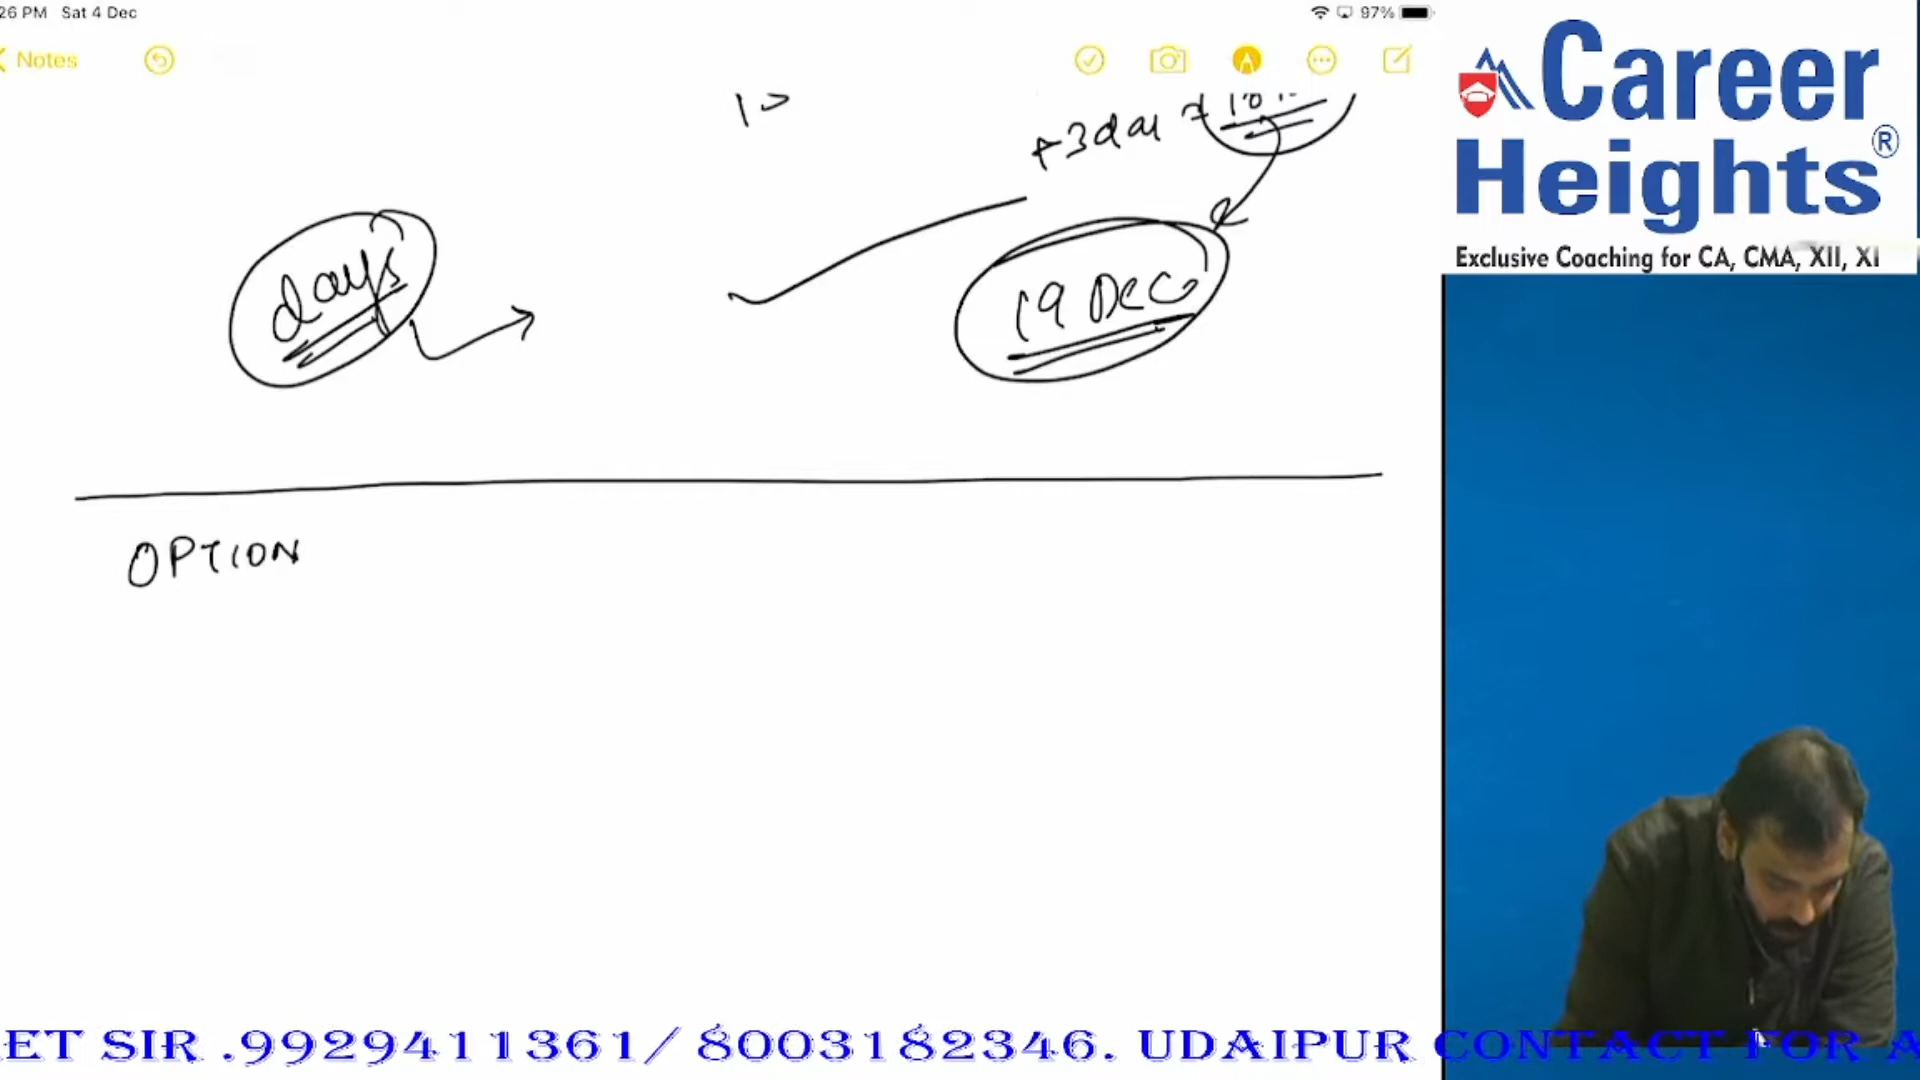 26 PM Sat 4 Dec
97%
Notes
+3
days
19 Dec
OPTION
Career
Heights®
Exclusive Coaching for CA, CMA, XII, XI
ET SIR .9929411361/ 8003182346. UDAIPUR CONTACT FOR A